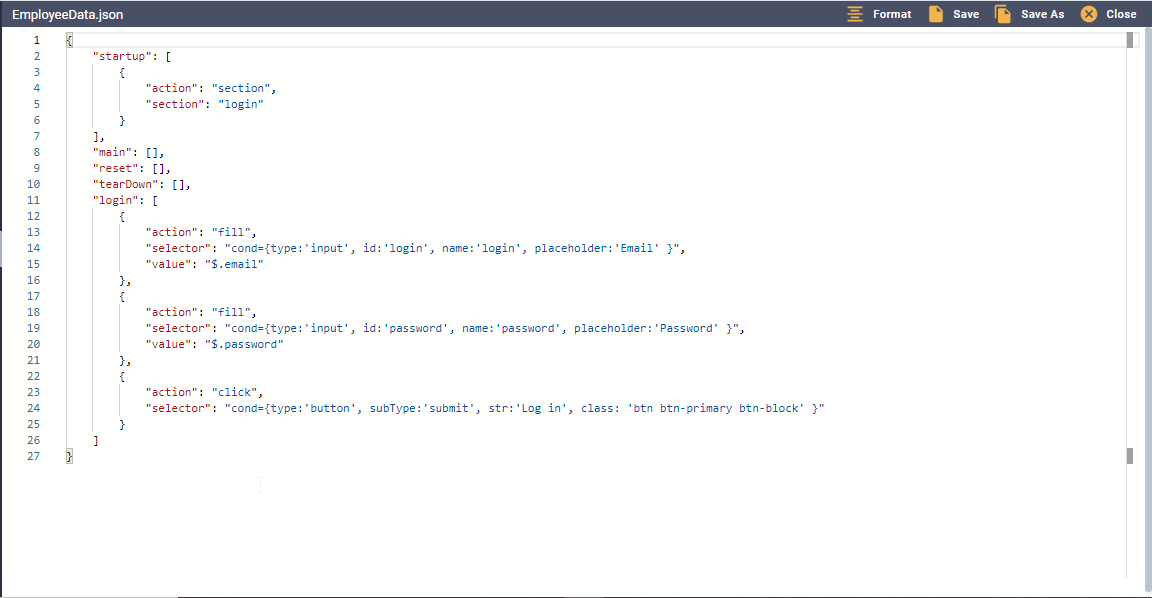 EmployeeData.json Format Save Save As Close
1 {
2 "startup": [
3 {
4 "action": "section",
5 "section": "login"
6 }
7 ],
8 "main": [],
9 "reset": [],
10 "tearDown": [],
11 "login": [
12 {
13 "action": "fill",
14 "selector": "cond={type:'input', id:'login', name:'login', placeholder:'Email' }",
15 "value": "$.email"
16 },
17 {
18 "action": "fill",
19 "selector": "cond={type:'input', id:'password', name:'password', placeholder:'Password' }",
20 "value": "$.password"
21 },
22 {
23 "action": "click",
24 "selector": "cond={type:'button', subType:'submit', str:'Log in', class: 'btn btn-primary btn-block' }"
25 }
26 ]
27 }